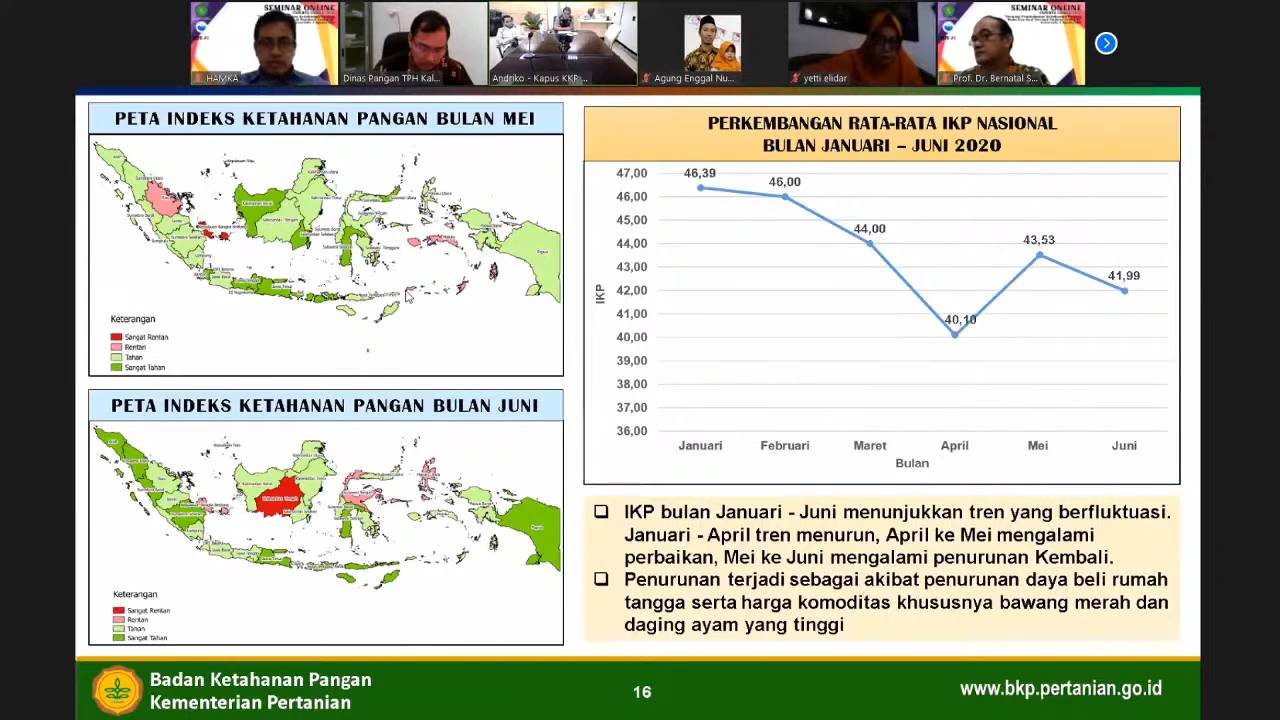 SEMINAR ONLINE
SEMINAR ONLINE
HAMKA
Dinas Pangan TPH Kal...
Andriko - Kapus KKP ...
Agung Enggal Nu...
yetti elidar
Prof. Dr. Bernatal S...
PETA INDEKS KETAHANAN PANGAN BULAN MEI
Keterangan
Sangat Rentan
Rentan
Tahan
Sangat Tahan
PETA INDEKS KETAHANAN PANGAN BULAN JUNI
Keterangan
Sangat Rentan
Rentan
Tahan
Sangat Tahan
PERKEMBANGAN RATA-RATA IKP NASIONAL
BULAN JANUARI – JUNI 2020
47,00
46,00
45,00
44,00
43,00
42,00
41,00
40,00
39,00
38,00
37,00
36,00
IKP
46,39
46,00
44,00
40,10
43,53
41,99
Januari Februari Maret April Mei Juni
Bulan
IKP bulan Januari - Juni menunjukkan tren yang berfluktuasi.
Januari - April tren menurun, April ke Mei mengalami
perbaikan, Mei ke Juni mengalami penurunan Kembali.
Penurunan terjadi sebagai akibat penurunan daya beli rumah
tangga serta harga komoditas khususnya bawang merah dan
daging ayam yang tinggi
Badan Ketahanan Pangan
Kementerian Pertanian
16
www.bkp.pertanian.go.id